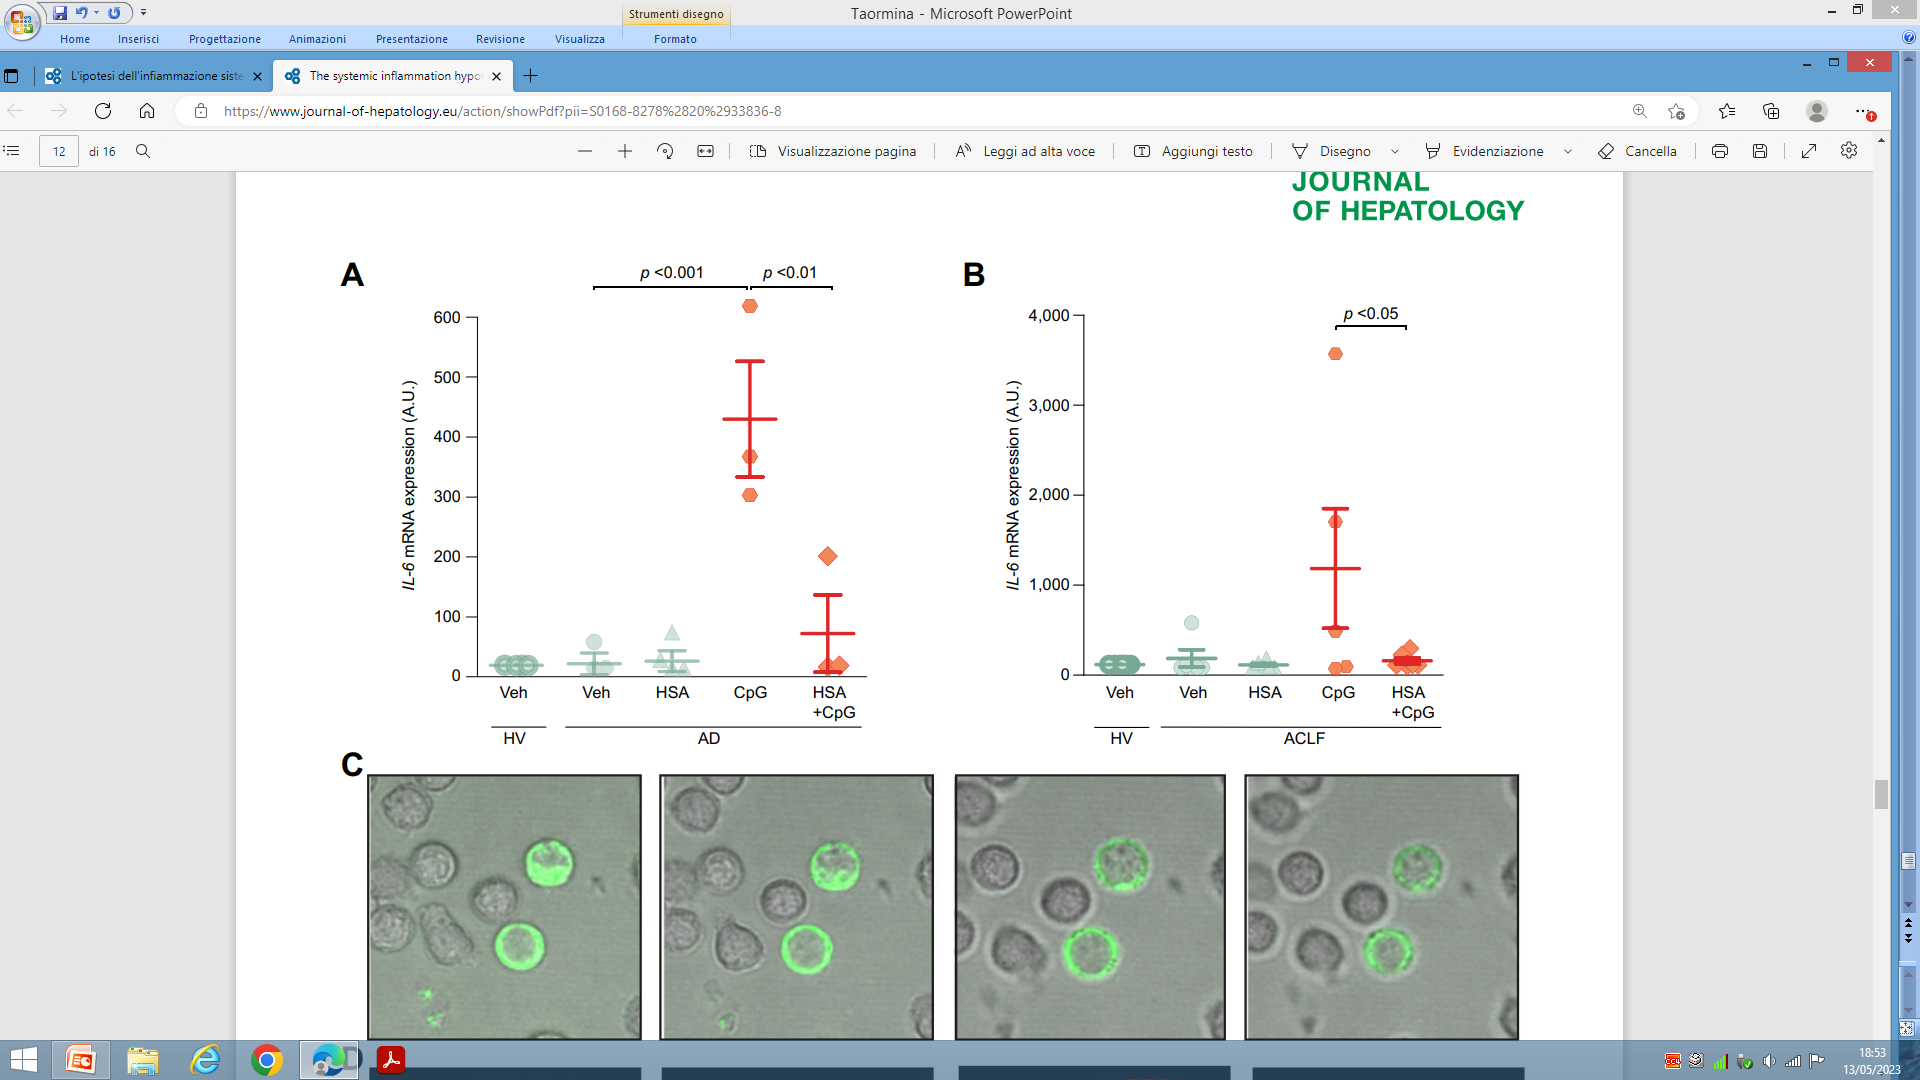 Strumenti disegno
Taormina - Microsoft PowerPoint
Home Inserisci Progettazione Animazioni Presentazione Revisione Visualizza Formato
L'ipotesi dell'infiammazione siste
The systemic inflammation hypo
https://www.journal-of-hepatology.eu/action/showPdf?pii=S0168-8278%2820%2933836-8
12 di 16
Visualizzazione pagina
Leggi ad alta voce
Aggiungi testo
Disegno
Evidenziazione
Cancella
JOURNAL
OF HEPATOLOGY
A
p <0.001 p <0.01
IL-6 mRNA expression (A.U.)
600
500
400
300
200
100
0
Veh Veh HSA CpG HSA
+CpG
HV AD
B
p <0.05
IL-6 mRNA expression (A.U.)
4,000
3,000
2,000
1,000
0
Veh Veh HSA CpG HSA
+CpG
HV ACLF
C
18:53
13/05/2023